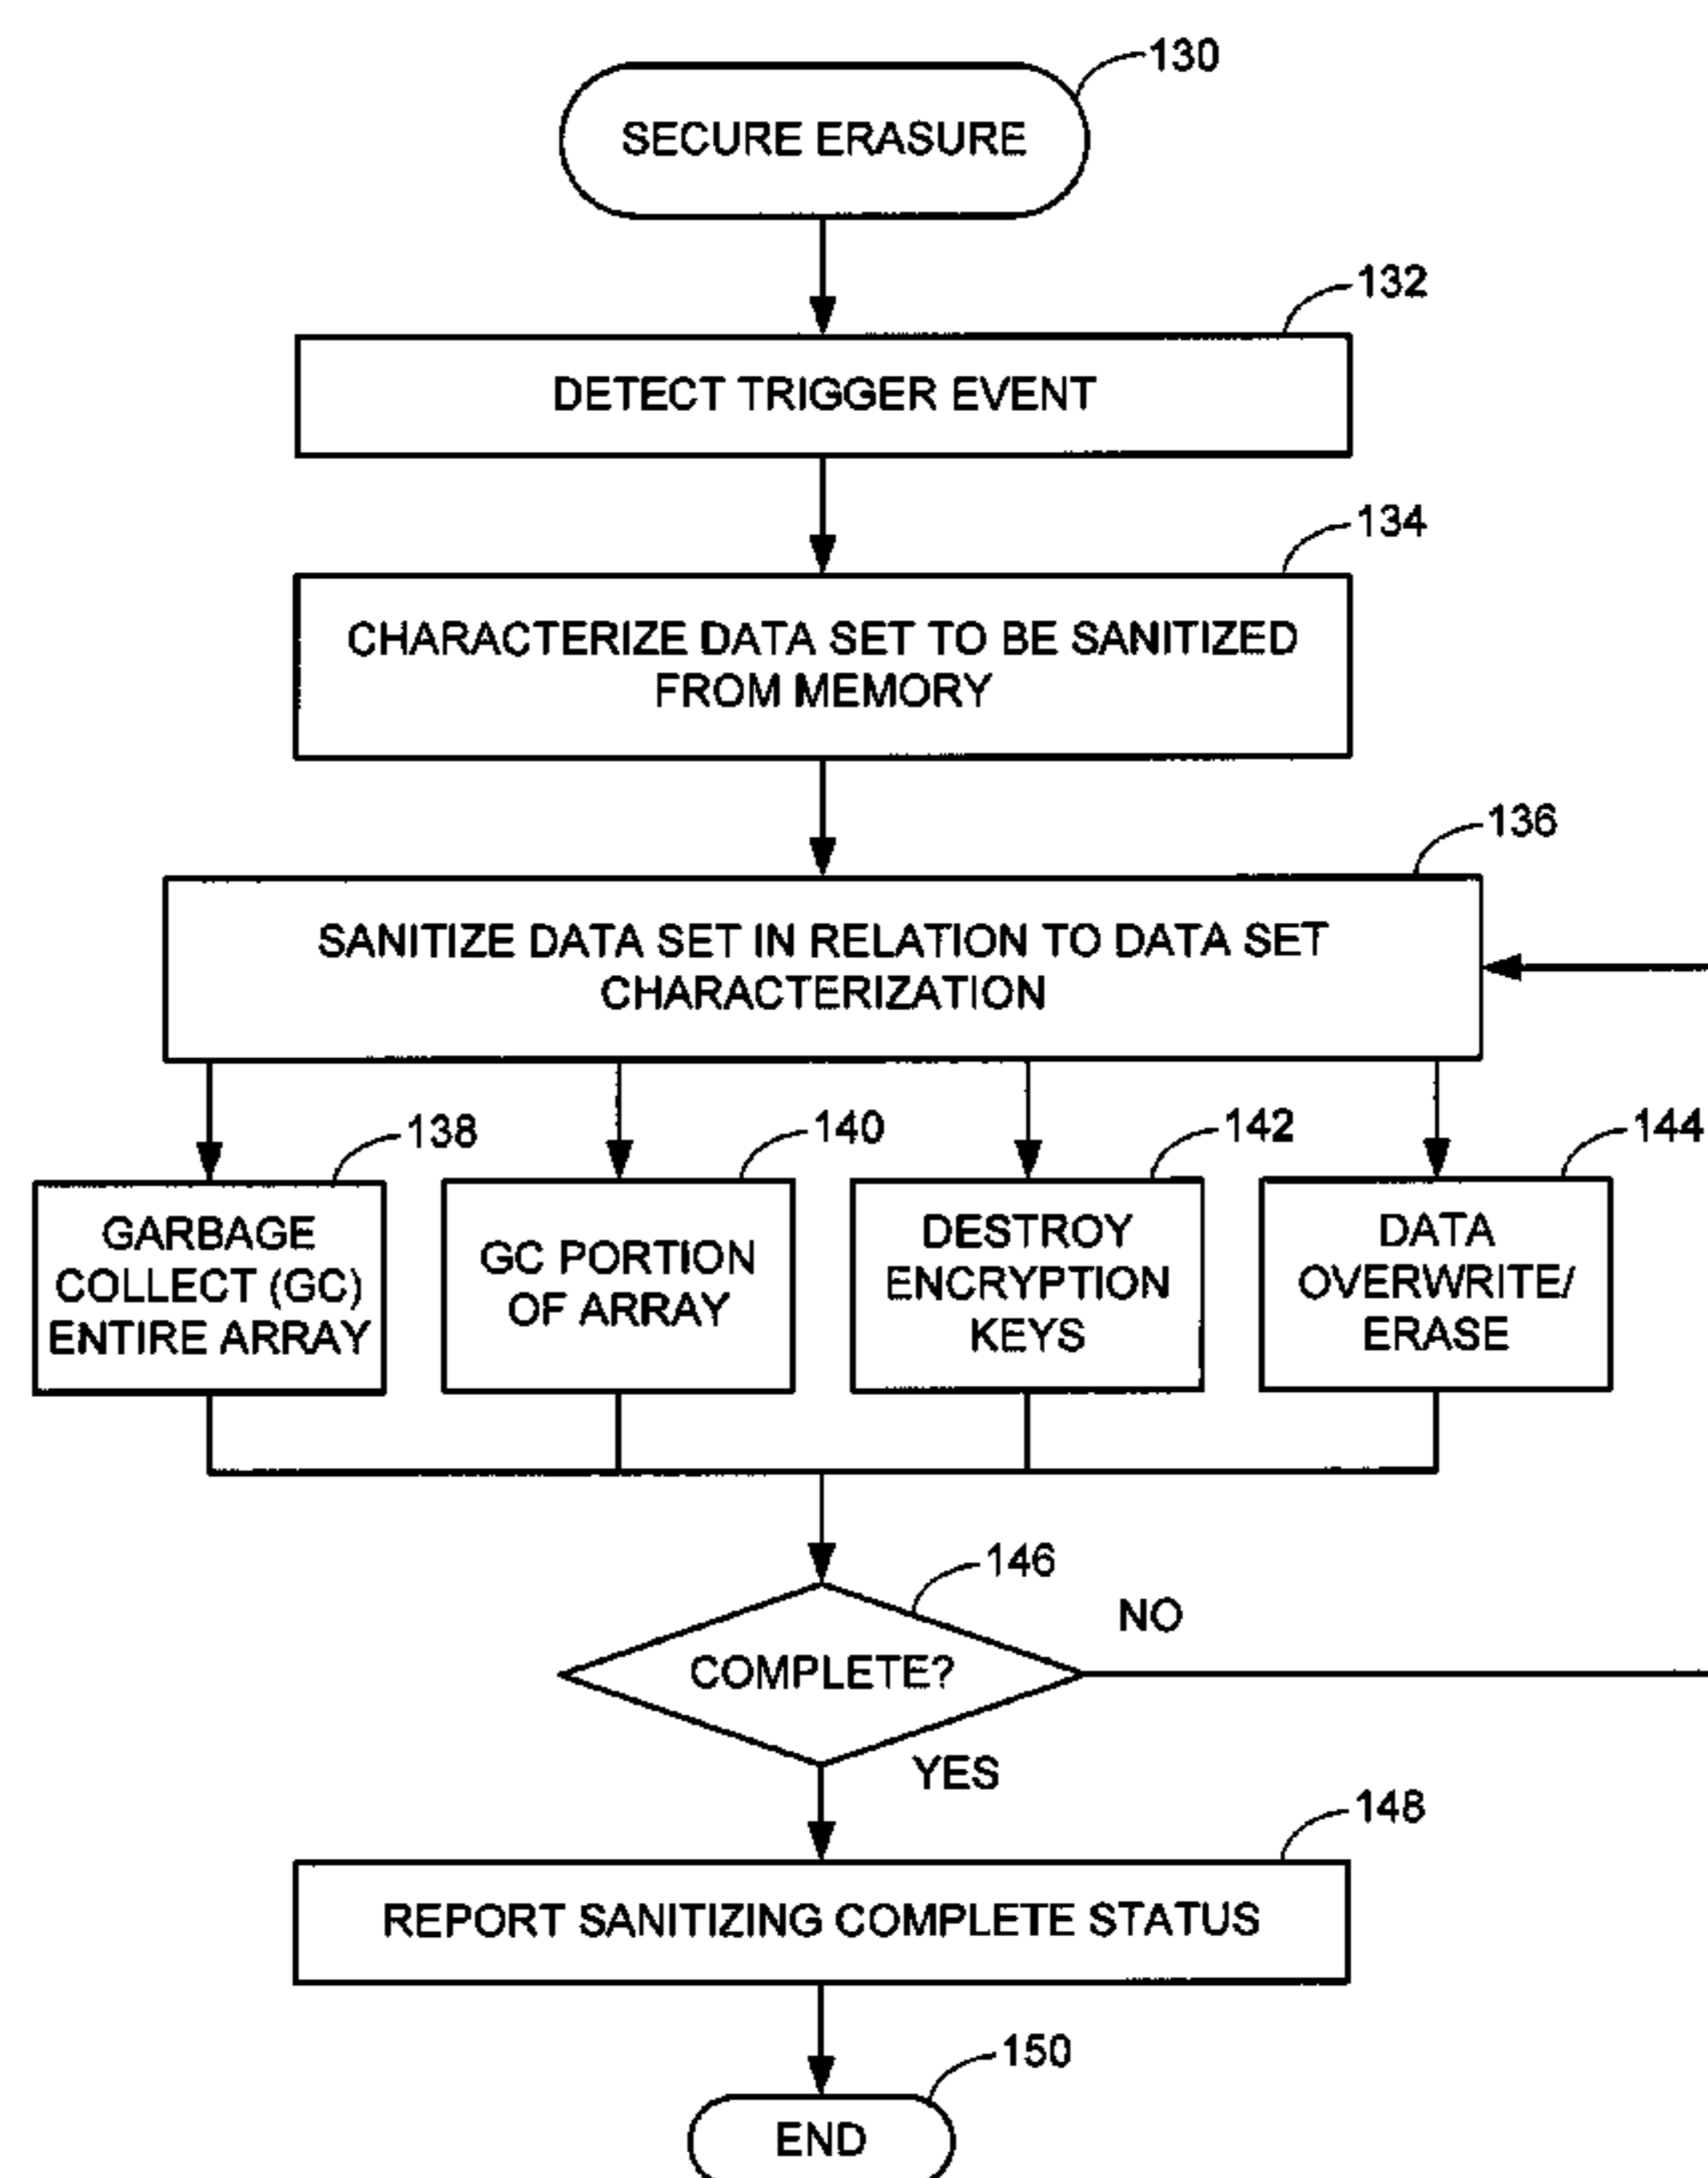 130
SECURE ERASURE
132
DETECT TRIGGER EVENT
134
CHARACTERIZE DATA SET TO BE SANITIZED
FROM MEMORY
136
SANITIZE DATA SET IN RELATION TO DATA SET
CHARACTERIZATION
138
GARBAGE
COLLECT (GC)
ENTIRE ARRAY
140
GC PORTION
OF ARRAY
142
DESTROY
ENCRYPTION
KEYS
144
DATA
OVERWRITE/
ERASE
146
COMPLETE?
NO
YES
148
REPORT SANITIZING COMPLETE STATUS
150
END